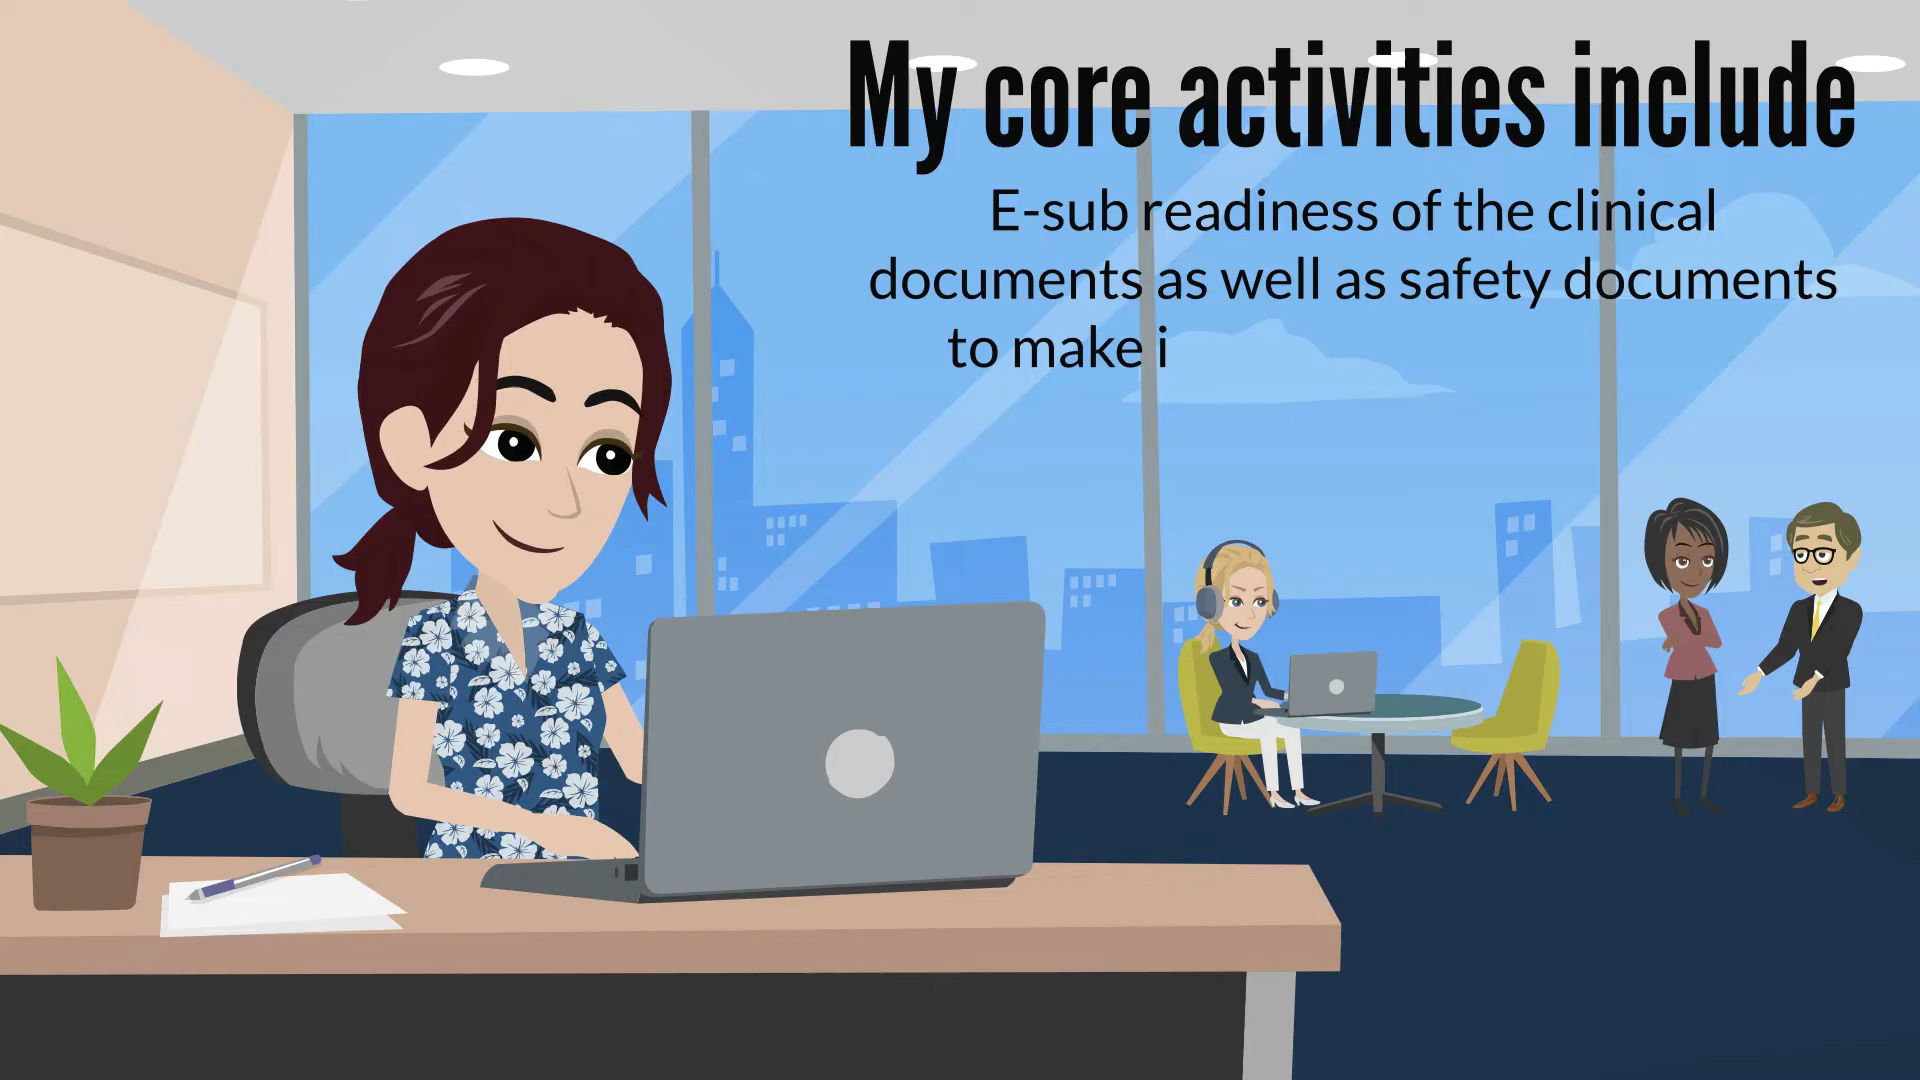 My core activities include
E-sub readiness of the clinical
documents as well as safety documents
to make i